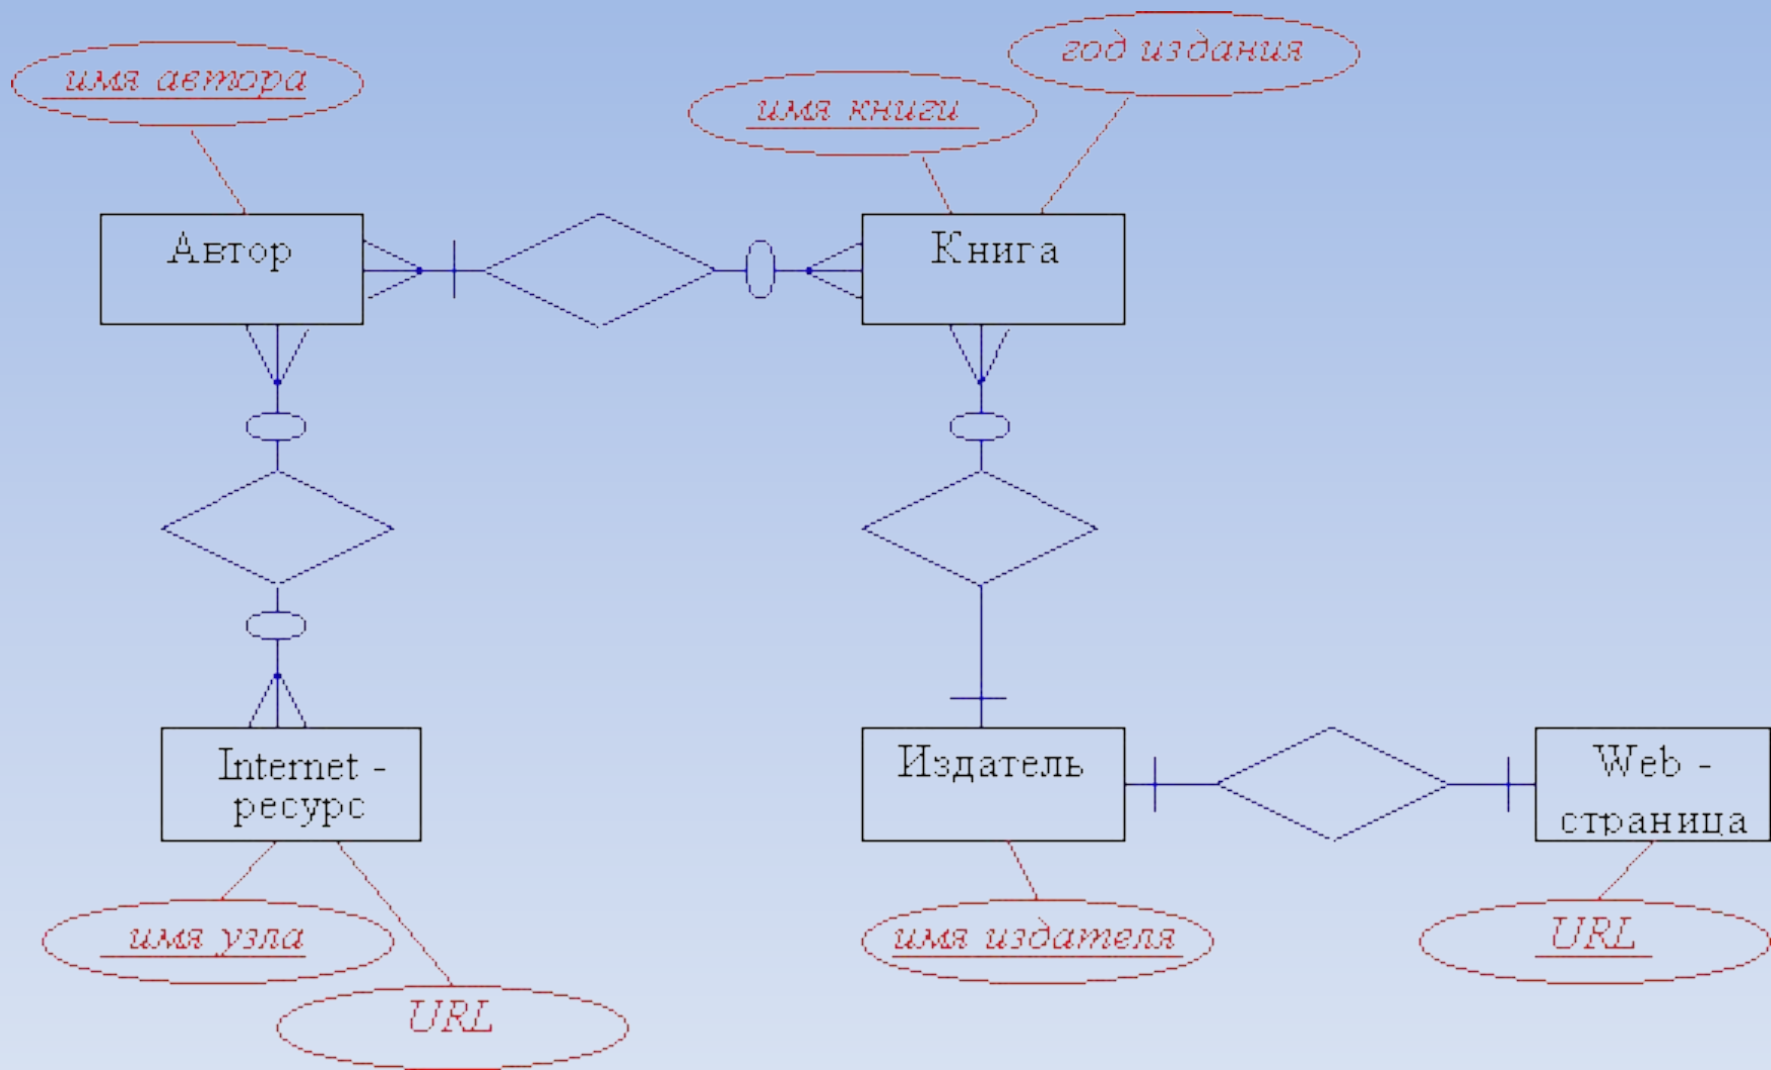 год издания
имя автора
имя книги
Автор
Книга
Internet -
ресурс
Издатель
Web -
страница
имя узла
имя издателя
URL
URL